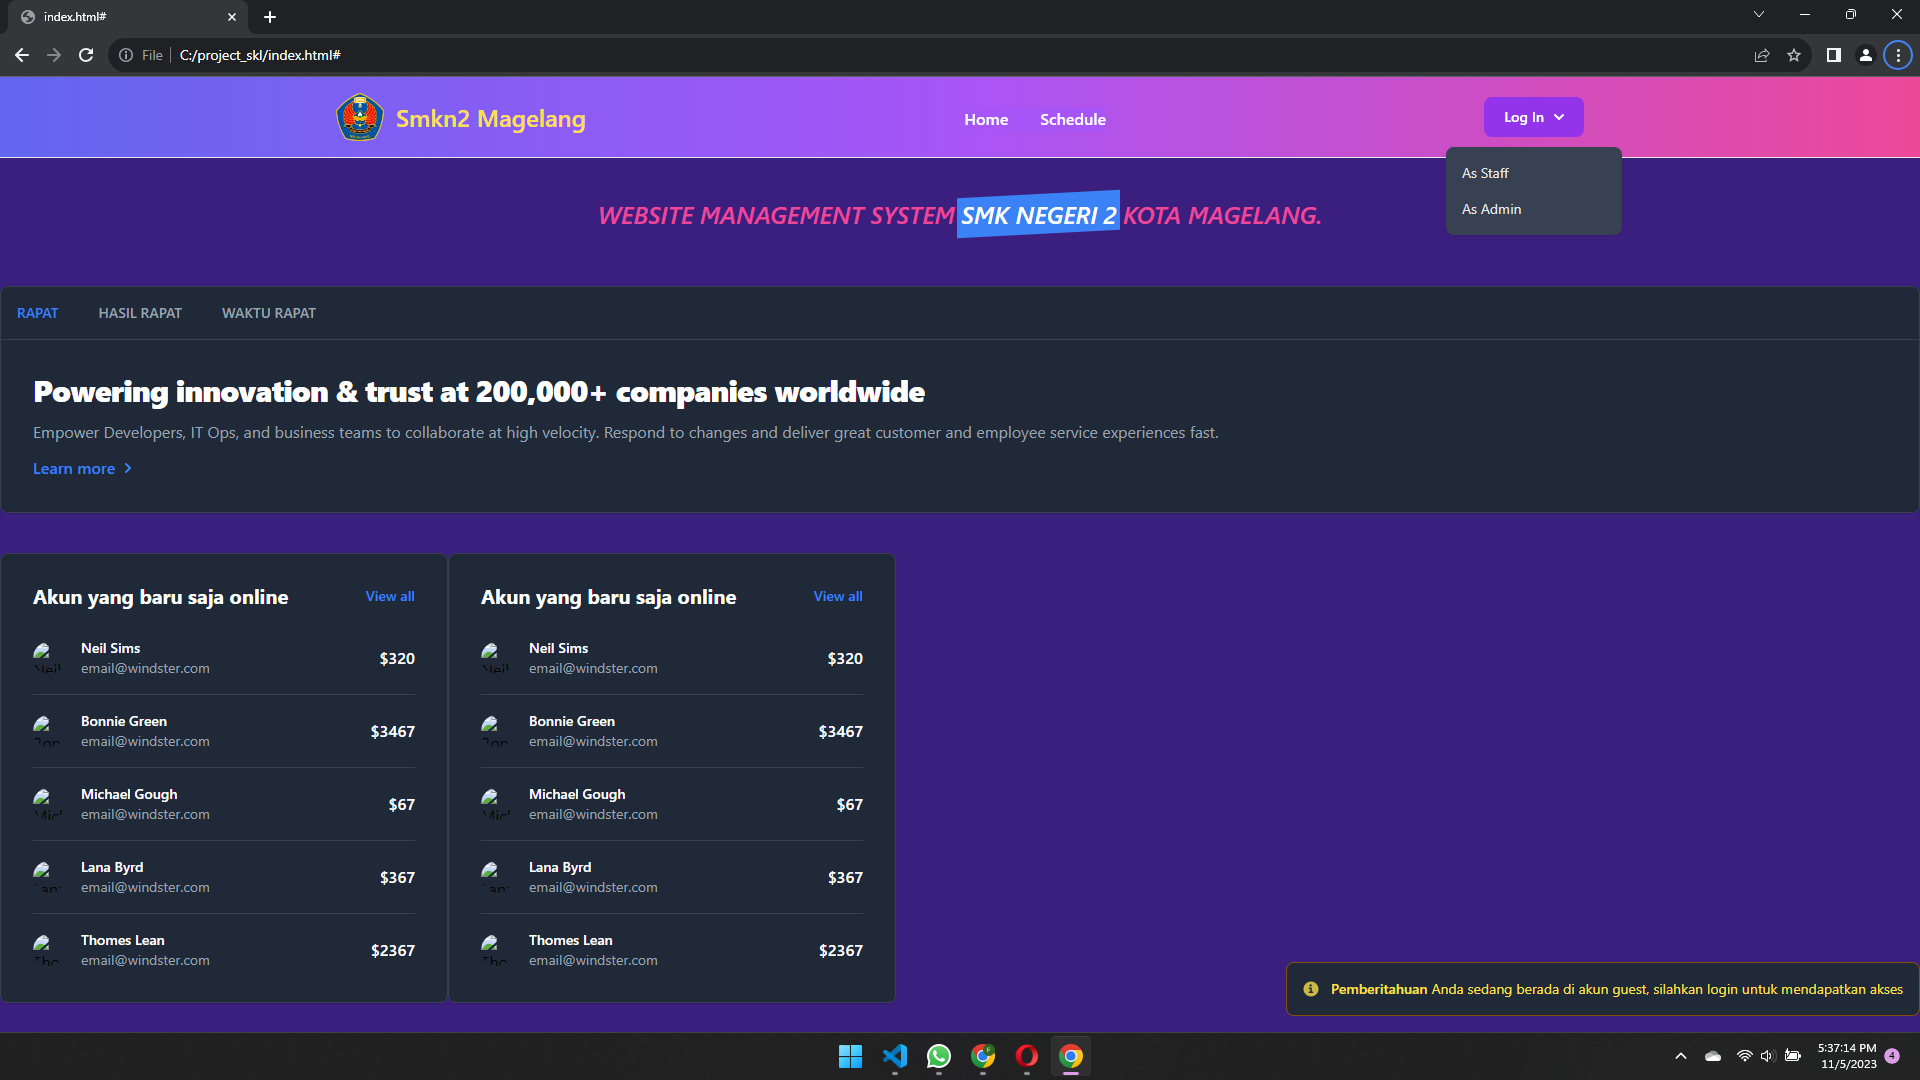 index.html#
File
C:/project_skl/index.html#
Smkn2 Magelang
Home
Schedule
Log In
As Staff
As Admin
WEBSITE MANAGEMENT SYSTEM SMK NEGERI 2 KOTA MAGELANG.
RAPAT
HASIL RAPAT
WAKTU RAPAT
Powering innovation & trust at 200,000+ companies worldwide
Empower Developers, IT Ops, and business teams to collaborate at high velocity. Respond to changes and deliver great customer and employee service experiences fast.
Learn more
Akun yang baru saja online
View all
Neil Sims
email@windster.com
$320
Bonnie Green
email@windster.com
$3467
Michael Gough
email@windster.com
$67
Lana Byrd
email@windster.com
$367
Thomes Lean
email@windster.com
$2367
Akun yang baru saja online
View all
Neil Sims
email@windster.com
$320
Bonnie Green
email@windster.com
$3467
Michael Gough
email@windster.com
$67
Lana Byrd
email@windster.com
$367
Thomes Lean
email@windster.com
$2367
Pemberitahuan Anda sedang berada di akun guest, silahkan login untuk mendapatkan akses
5:37:14 PM
11/5/2023
4